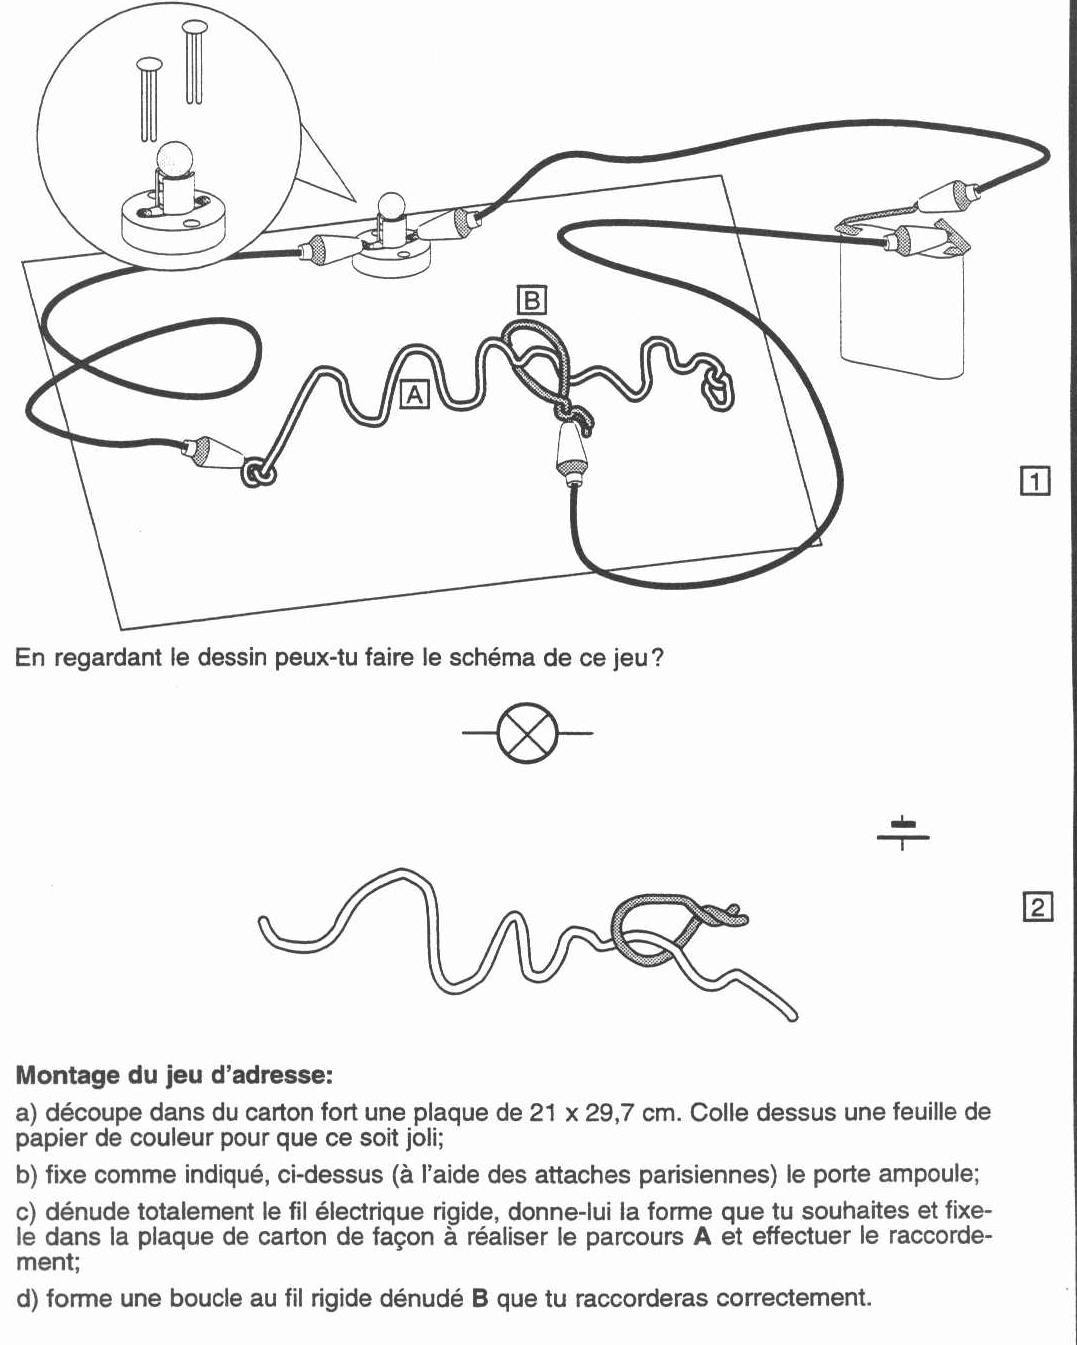 B
A
1
En regardant le dessin peux-tu faire le schéma de ce jeu?
2
Montage du jeu d'adresse:
a) découpe dans du carton fort une plaque de 21 x 29,7 cm. Colle dessus une feuille de
papier de couleur pour que ce soit joli;
b) fixe comme indiqué, ci-dessus (à l'aide des attaches parisiennes) le porte ampoule;
c) dénude totalement le fil électrique rigide, donne-lui la forme que tu souhaites et fixe-
le dans la plaque de carton de façon à réaliser le parcours A et effectuer le raccorde-
ment;
d) forme une boucle au fil rigide dénudé B que tu raccorderas correctement.